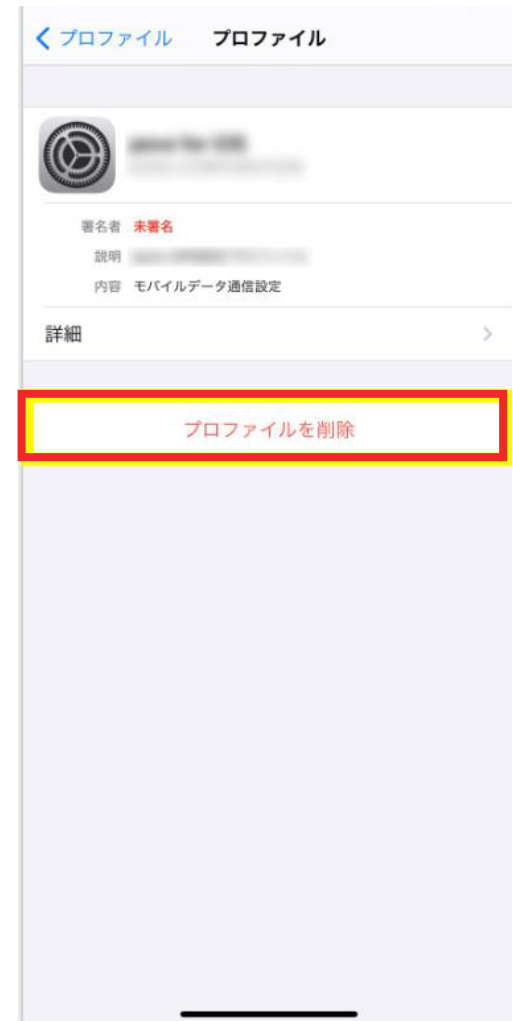 プロファイル プロファイル
署名者 未署名
説明
内容 モバイルデータ通信設定
詳細
プロファイルを削除